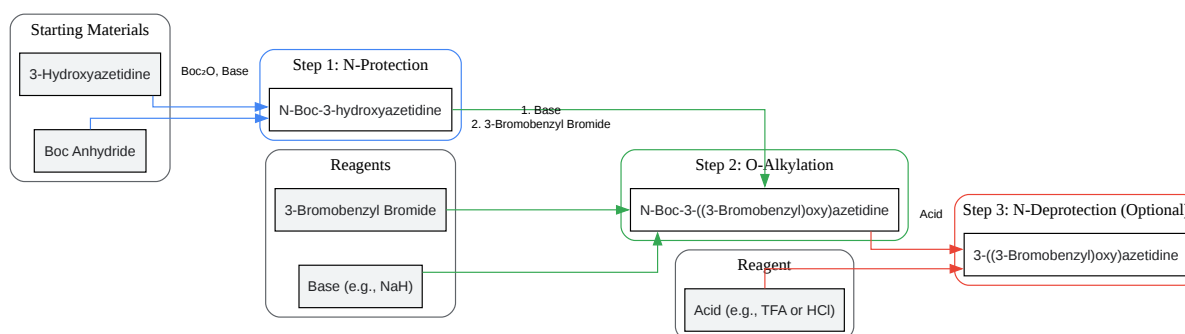 Starting Materials
3-Hydroxyazetidine
Boc Anhydride
Boc₂O, Base
Step 1: N-Protection
N-Boc-3-hydroxyazetidine
1. Base
2. 3-Bromobenzyl Bromide
Reagents
3-Bromobenzyl Bromide
Base (e.g., NaH)
Step 2: O-Alkylation
N-Boc-3-((3-Bromobenzyl)oxy)azetidine
Reagent
Acid (e.g., TFA or HCl)
Acid
Step 3: N-Deprotection (Optional)
3-((3-Bromobenzyl)oxy)azetidine